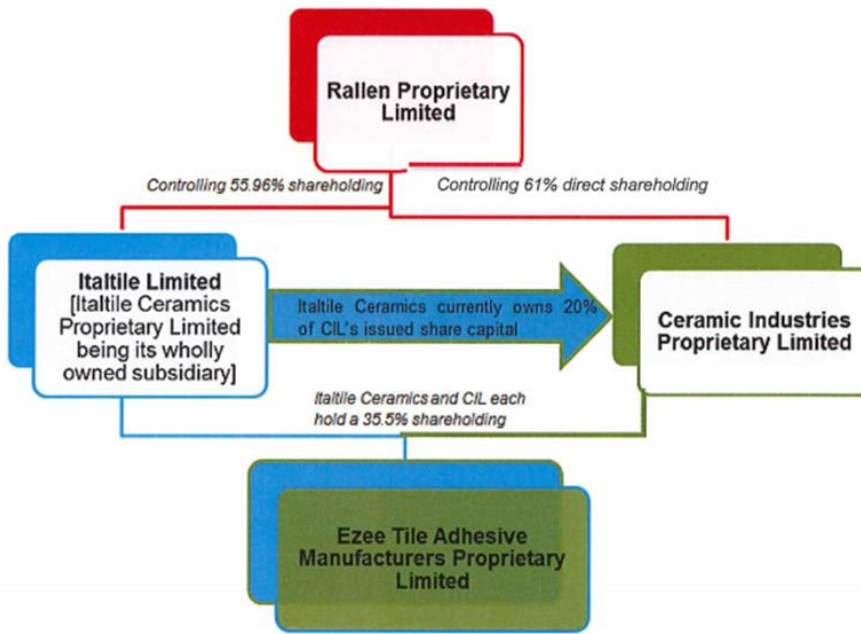 Rallen Proprietary
Limited
Controlling 55.96% shareholding
Controlling 61% direct shareholding
Italtile Limited
[Italtile Ceramics
Proprietary Limited
being its wholly
owned subsidiary]
Italtile Ceramics currently owns 20%
of CIL's issued share capital
Ceramic Industries
Proprietary Limited
Italtile Ceramics and CIL each
hold a 35.5% shareholding
Ezee Tile Adhesive
Manufacturers Proprietary
Limited